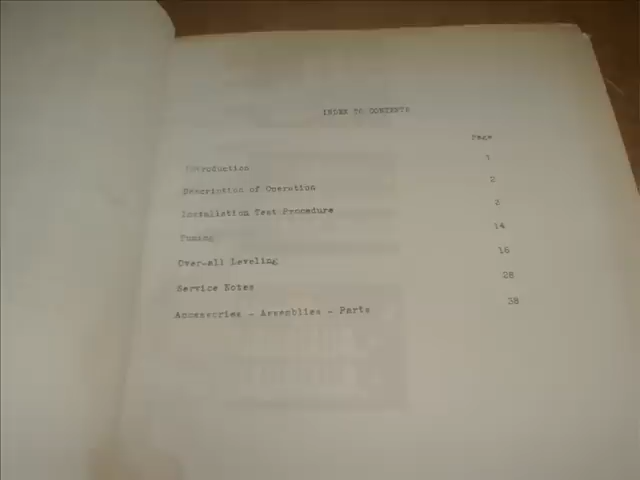 INDEX TO CONTENTS
Page
Introduction 1
Description of Operation 2
Installation Test Procedure
Tuning 14
Over-all Leveling 16
Service Notes 28
Accessories - Assemblies - Parts 38